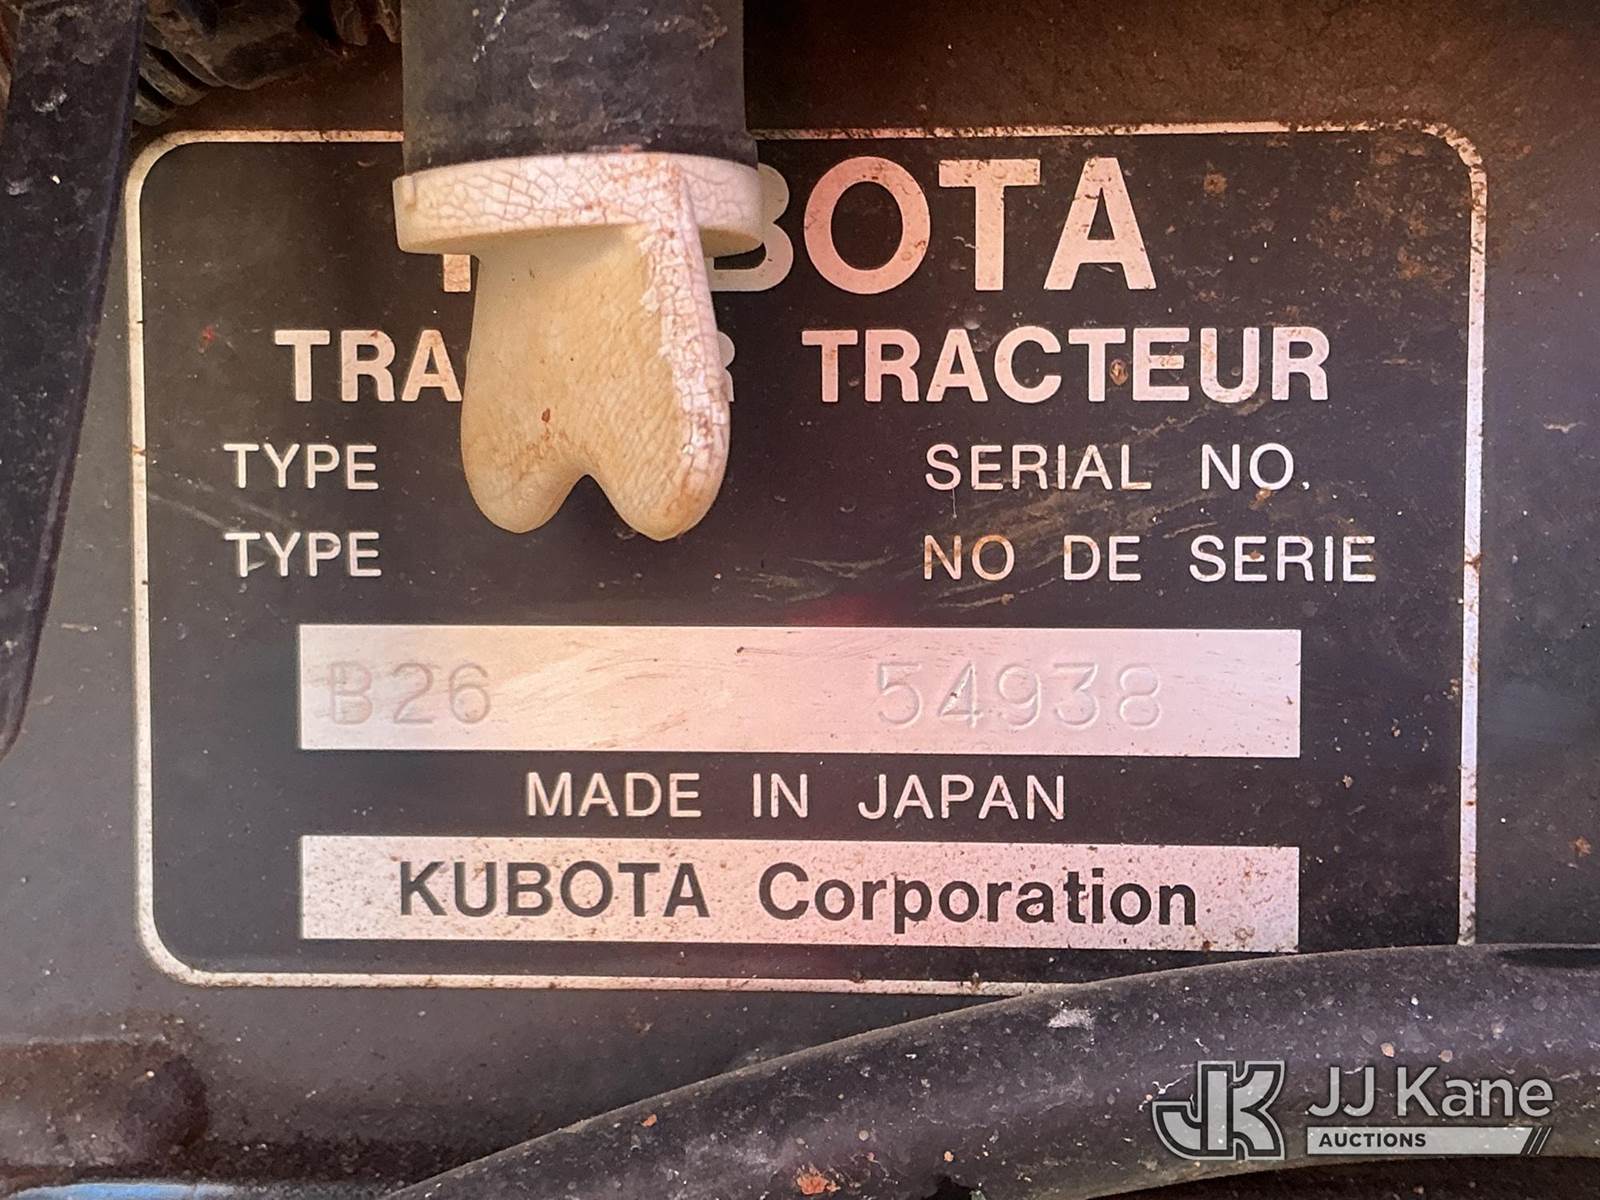 BOTA
TRA R TRACTEUR
TYPE SERIAL NO.
TYPE NO DE SERIE
B26 54938
MADE IN JAPAN
KUBOTA Corporation
JK JJ Kane
AUCTIONS